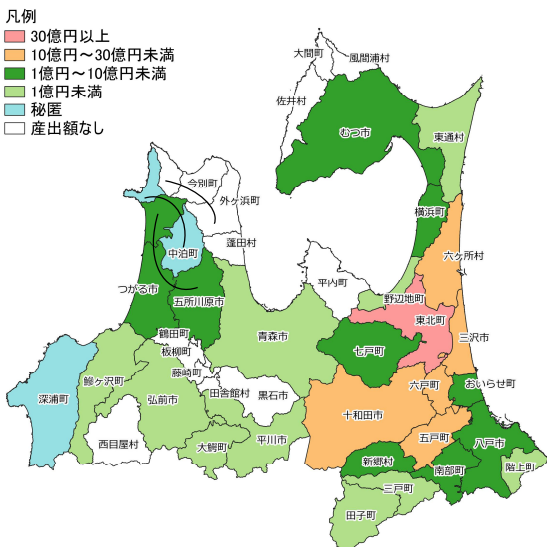 凡例
30億円以上
10億円～30億円未満
1億円～10億円未満
1億円未満
秘匿
産出額なし
大間町
風間浦村
佐井村
むつ市
東通村
今別町
外ヶ浜町
横浜町
蓬田村
中泊町
六ヶ所村
平内町
つがる市
五所川原市
野辺地町
東北町
鶴田町
青森市
三沢市
板柳町
七戸町
藤崎町
鰺ヶ沢町
六戸町
おいらせ町
田舎館村
黒石市
深浦町
弘前市
十和田市
西目屋村
大鰐町
平川市
五戸町
八戸市
新郷村
南部町
階上町
三戸町
田子町